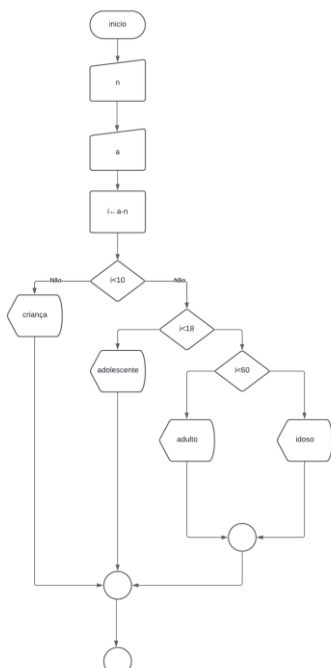 inicio
n
a
i←a-n
i<10
Não
Não
criança
i<18
adolescente
i<60
adulto
idoso